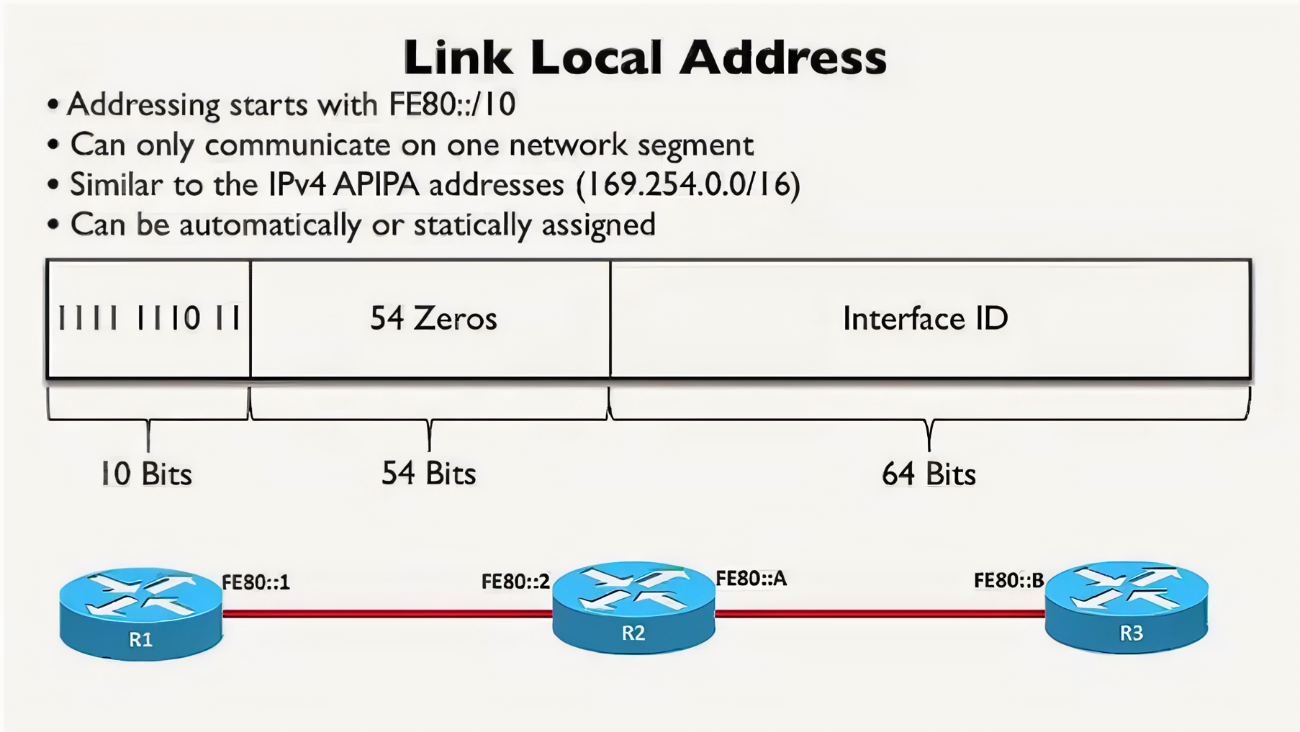 Link Local Address
• Addressing starts with FE80::/10
• Can only communicate on one network segment
• Similar to the IPv4 APIPA addresses (169.254.0.0/16)
• Can be automatically or statically assigned
1111 1110 11 54 Zeros Interface ID
10 Bits 54 Bits 64 Bits
FE80::1 FE80::2 FE80::A FE80::B
R1 R2 R3